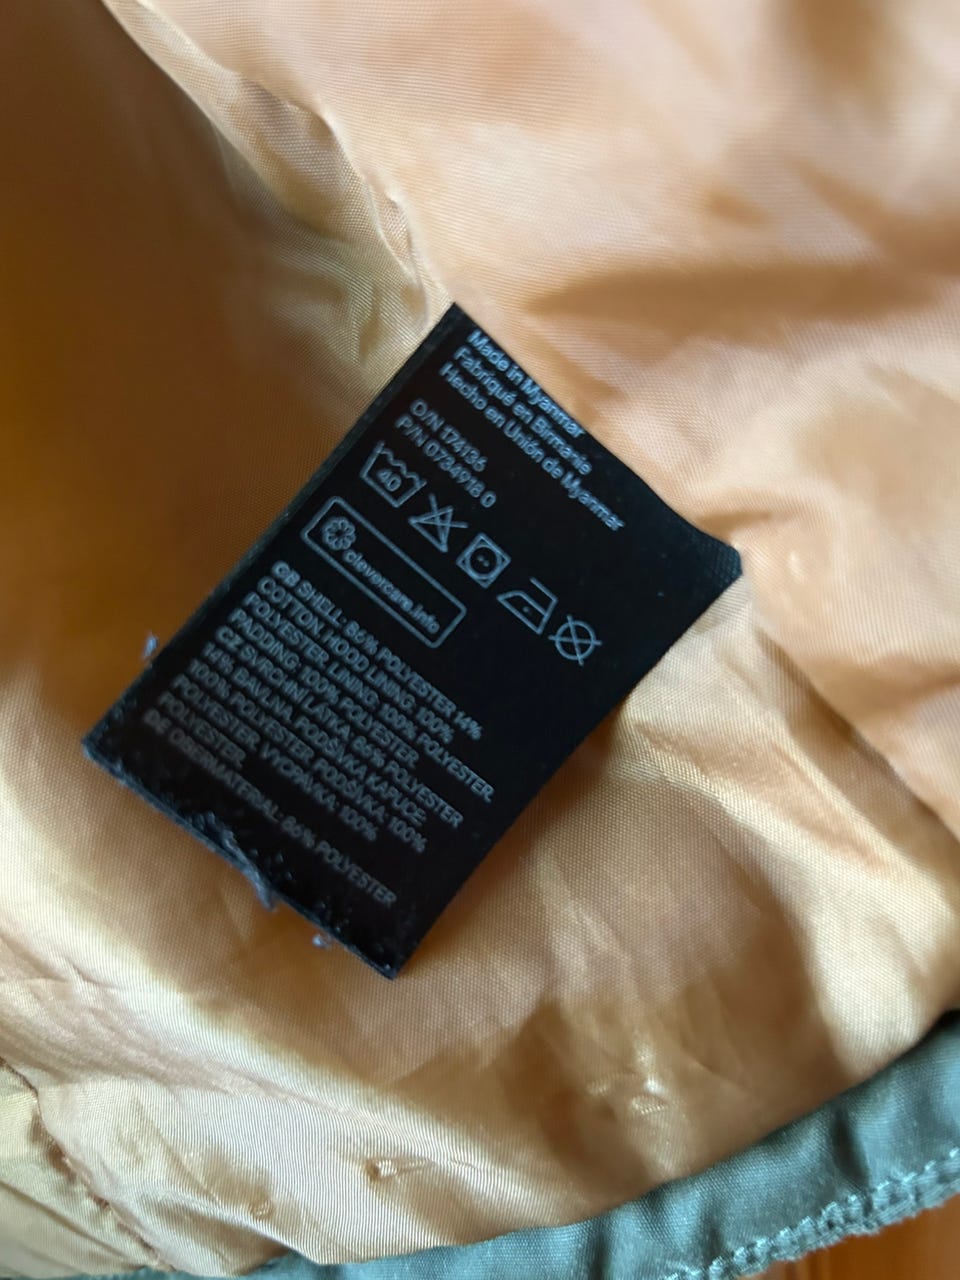 Made in Myanmar
Fabriqué en Birmanie
Hecho en Unión de Myanmar
O/N 174136
P/N 0734918 0
40
clevercare.info
GB SHELL: 86% POLYESTER 14%
COTTON. HOOD LINING: 100%
POLYESTER. LINING: 100% POLYESTER.
PADDING: 100% POLYESTER.
CZ SVRCHNÍ LÁTKA: 86% POLYESTER
14% BAVLNA. PODŠÍVKA KAPUCE:
100% POLYESTER. PODŠÍVKA: 100%
POLYESTER. VYCPÁVKA: 100%
POLYESTER.
DE OBERMATERIAL: 86% POLYESTER